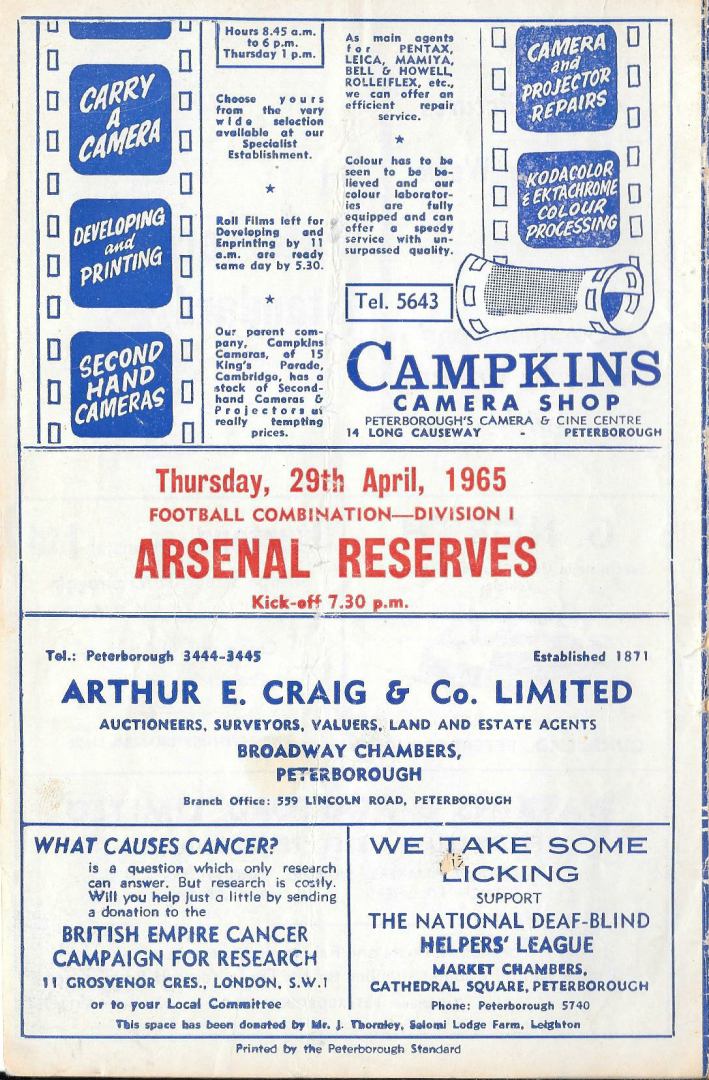 CARRY
A
CAMERA
DEVELOPING
and
PRINTING
SECOND
HAND
CAMERAS
Hours 8.45 a.m.
to 6 p.m.
Thursday 1 p.m.
Choose yours
from the very
wide selection
available at our
Specialist
Establishment.
★
Roll Films left for
Developing and
Enprinting by 11
a.m. are ready
same day by 5.30.
★
Our parent com-
pany, Campkins
Cameras, of 15
King's Parade,
Cambridge, has a
stock of Second-
hand Cameras &
Projectors at
really tempting
prices.
As main agents
for PENTAX,
LEICA, MAMIYA,
BELL & HOWELL,
ROLLEIFLEX, etc.,
we can offer an
efficient repair
service.
★
Colour has to be
seen to be be-
lieved and our
colour laborator-
ies are fully
equipped and can
offer a speedy
service with un-
surpassed quality.
CAMERA
and
PROJECTOR
REPAIRS
KODACOLOR
& EKTACHROME
COLOUR
PROCESSING
Tel. 5643
CAMPKINS
CAMERA SHOP
PETERBOROUGH'S CAMERA & CINE CENTRE
14 LONG CAUSEWAY - PETERBOROUGH
Thursday, 29th April, 1965
FOOTBALL COMBINATION—DIVISION I
ARSENAL RESERVES
Kick-off 7.30 p.m.
Tel.: Peterborough 3444-3445 Established 1871
ARTHUR E. CRAIG & Co. LIMITED
AUCTIONEERS, SURVEYORS, VALUERS, LAND AND ESTATE AGENTS
BROADWAY CHAMBERS,
PETERBOROUGH
Branch Office: 559 LINCOLN ROAD, PETERBOROUGH
WHAT CAUSES CANCER?
is a question which only research
can answer. But research is costly.
Will you help just a little by sending
a donation to the
BRITISH EMPIRE CANCER
CAMPAIGN FOR RESEARCH
11 GROSVENOR CRES., LONDON, S.W.1
or to your Local Committee
WE TAKE SOME
LICKING
SUPPORT
THE NATIONAL DEAF-BLIND
HELPERS' LEAGUE
MARKET CHAMBERS,
CATHEDRAL SQUARE, PETERBOROUGH
Phone: Peterborough 5740
This space has been donated by Mr. J. Thornley, Salomi Lodge Farm, Leighton
Printed by the Peterborough Standard